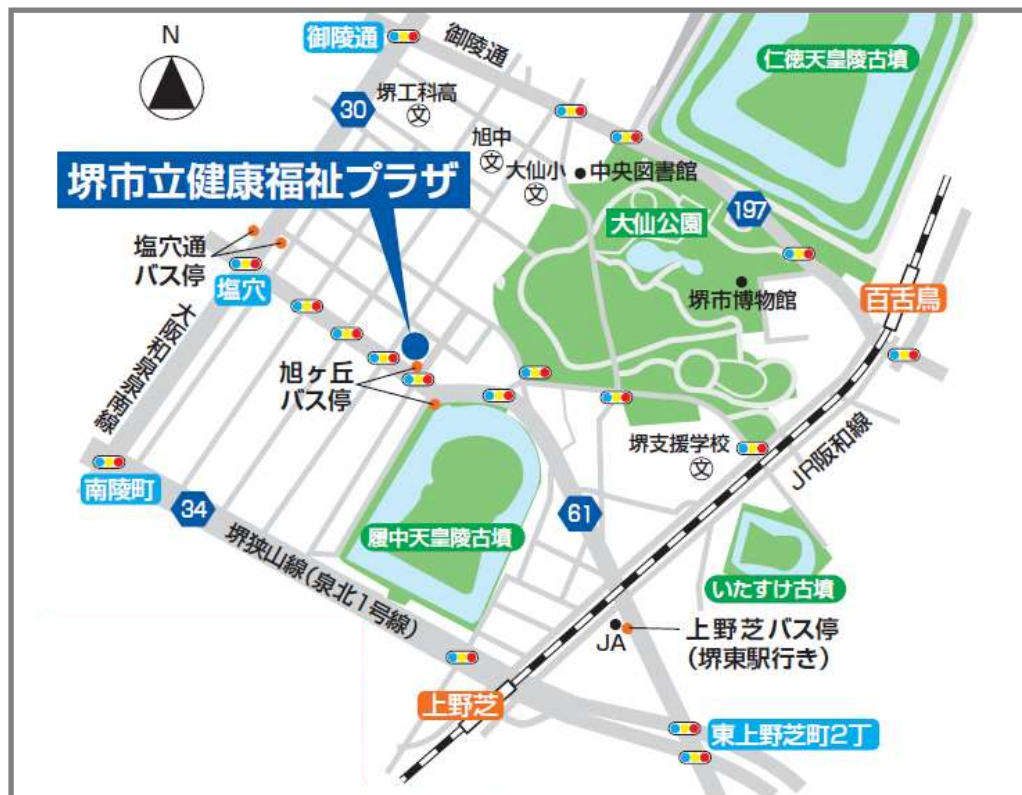 N
御陵通
御陵通
仁徳天皇陵古墳
30
堺工科高
文
旭中
文
大仙小
文
中央図書館
堺市立健康福祉プラザ
大仙公園
197
塩穴通
バス停
塩穴
堺市博物館
百舌鳥
大阪和泉泉南線
旭ヶ丘
バス停
堺支援学校
文
JR阪和線
南陵町
34
61
履中天皇陵古墳
堺狭山線(泉北1号線)
いたすけ古墳
JA
上野芝バス停
(堺東駅行き)
上野芝
東上野芝町2丁